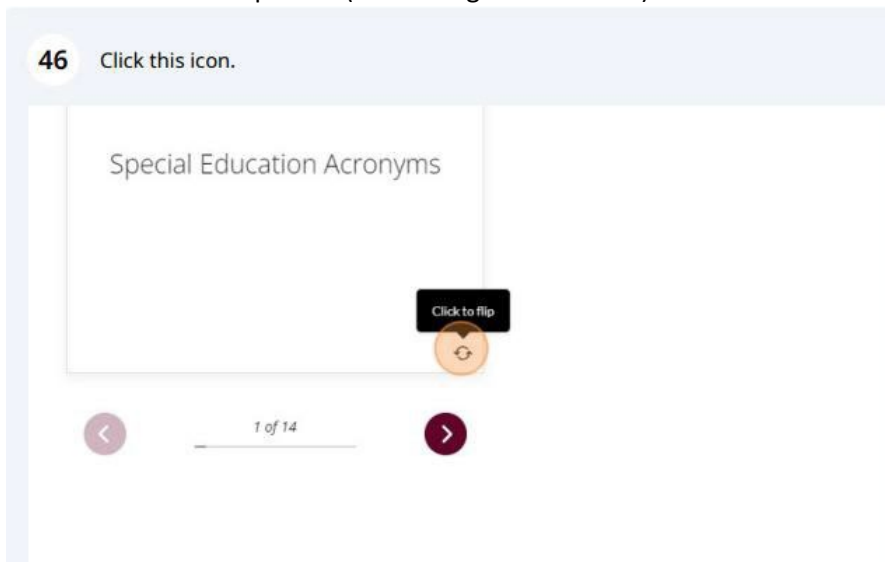 46 Click this icon.
Special Education Acronyms
Click to flip
1 of 14